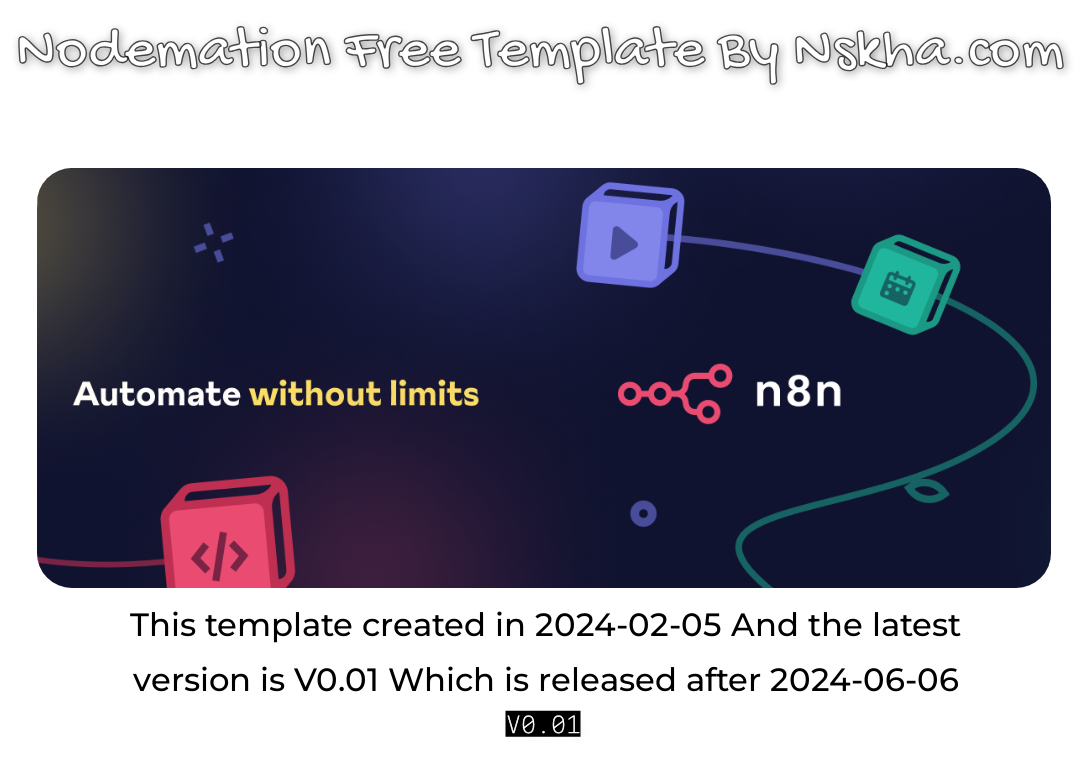 Nodemation Free Template By Nskha.com
Automate without limits
n8n
This template created in 2024-02-05 And the latest
version is V0.01 Which is released after 2024-06-06
V0.01